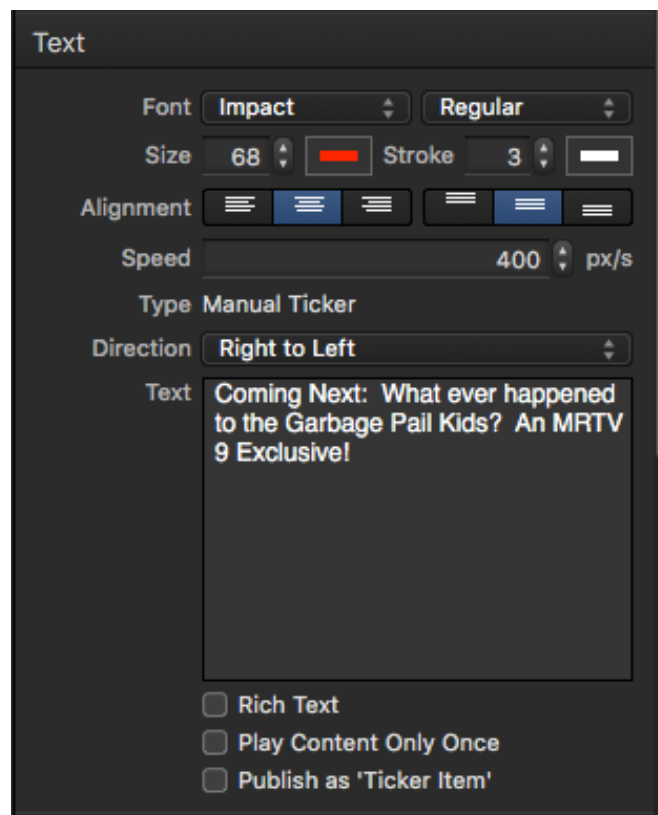 Text
Font Impact Regular
Size 68 Stroke 3
Alignment
Speed 400 px/s
Type Manual Ticker
Direction Right to Left
Text Coming Next:  What ever happened
to the Garbage Pail Kids?  An MRTV
9 Exclusive!
Rich Text
Play Content Only Once
Publish as 'Ticker Item'